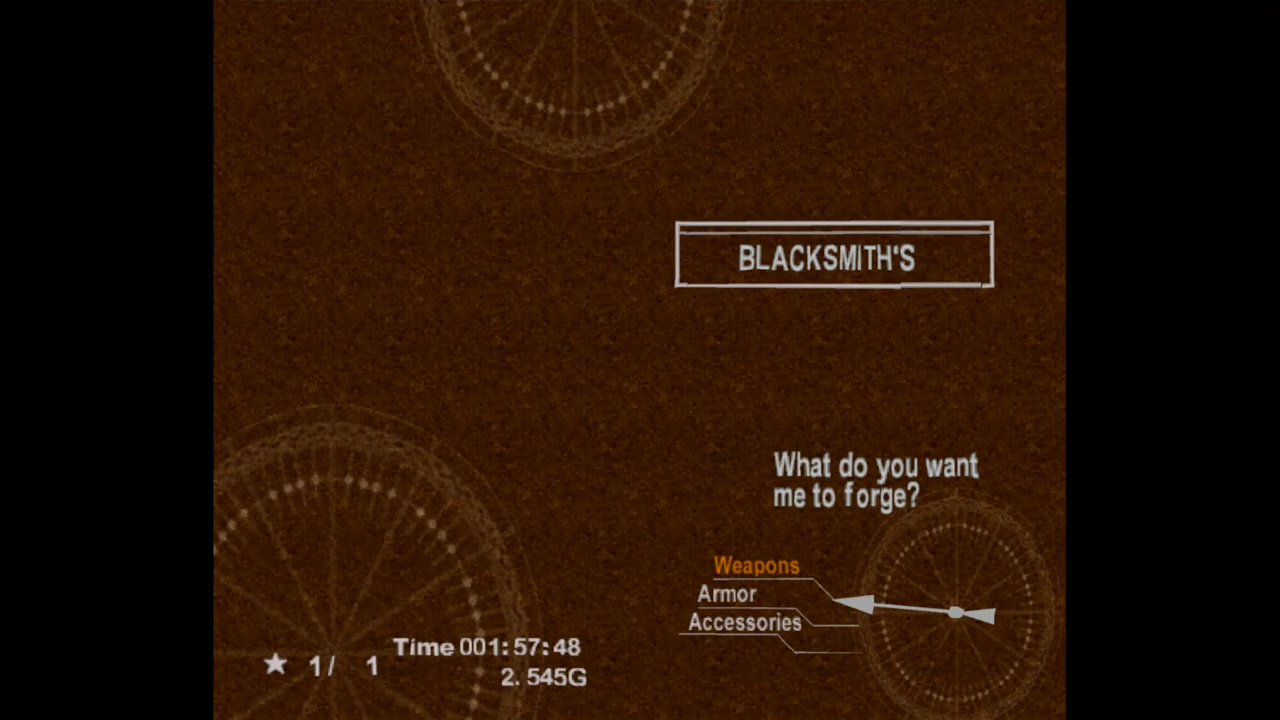 BLACKSMITH'S
What do you want
me to forge?
Weapons
Armor
Accessories
Time 001:57:48
★ 1/ 1
2.545G